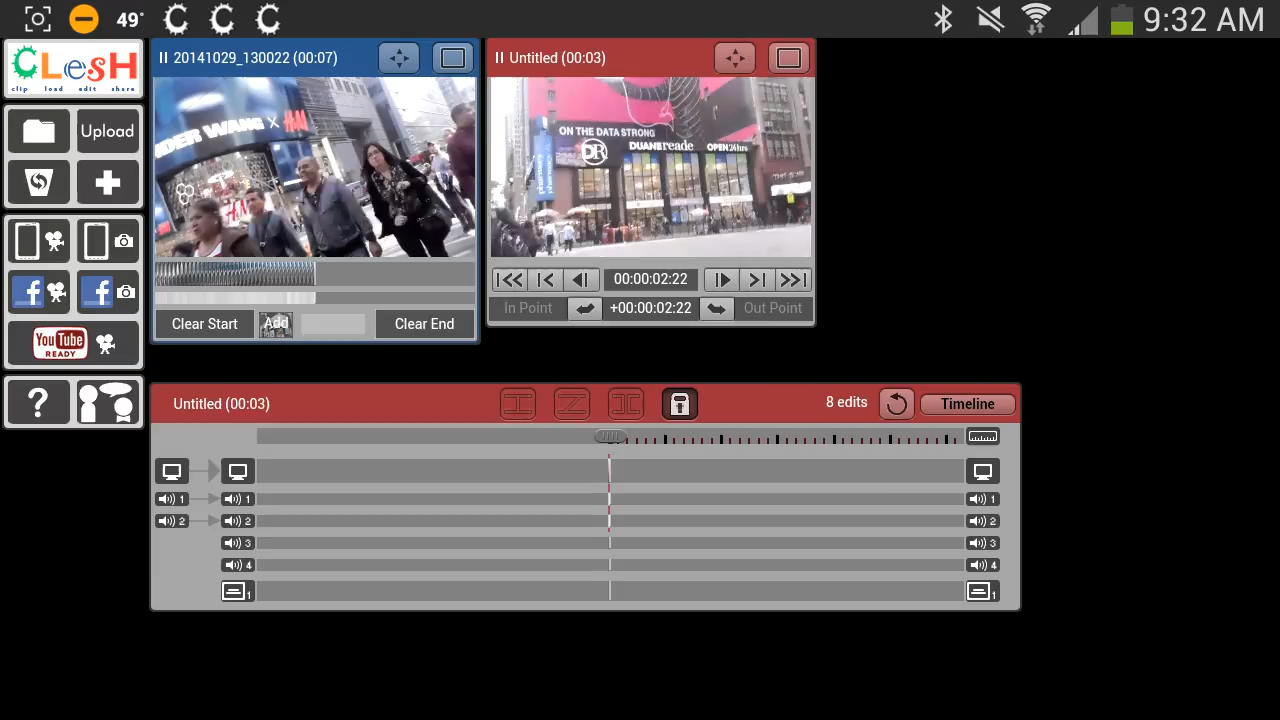 49°
9:32 AM
CLesH
clip load edit share
Upload
YouTube
READY
?
20141029_130022 (00:07)
NDER WANG X H&M
H&M
Clear Start
Add
Clear End
Untitled (00:03)
ON THE DATA STRONG
DR
DUANEreade
OPEN 24hrs
00:00:02:22
In Point
+00:00:02:22
Out Point
Untitled (00:03)
8 edits
Timeline
1
1
1
2
2
2
3
3
4
4
1
1